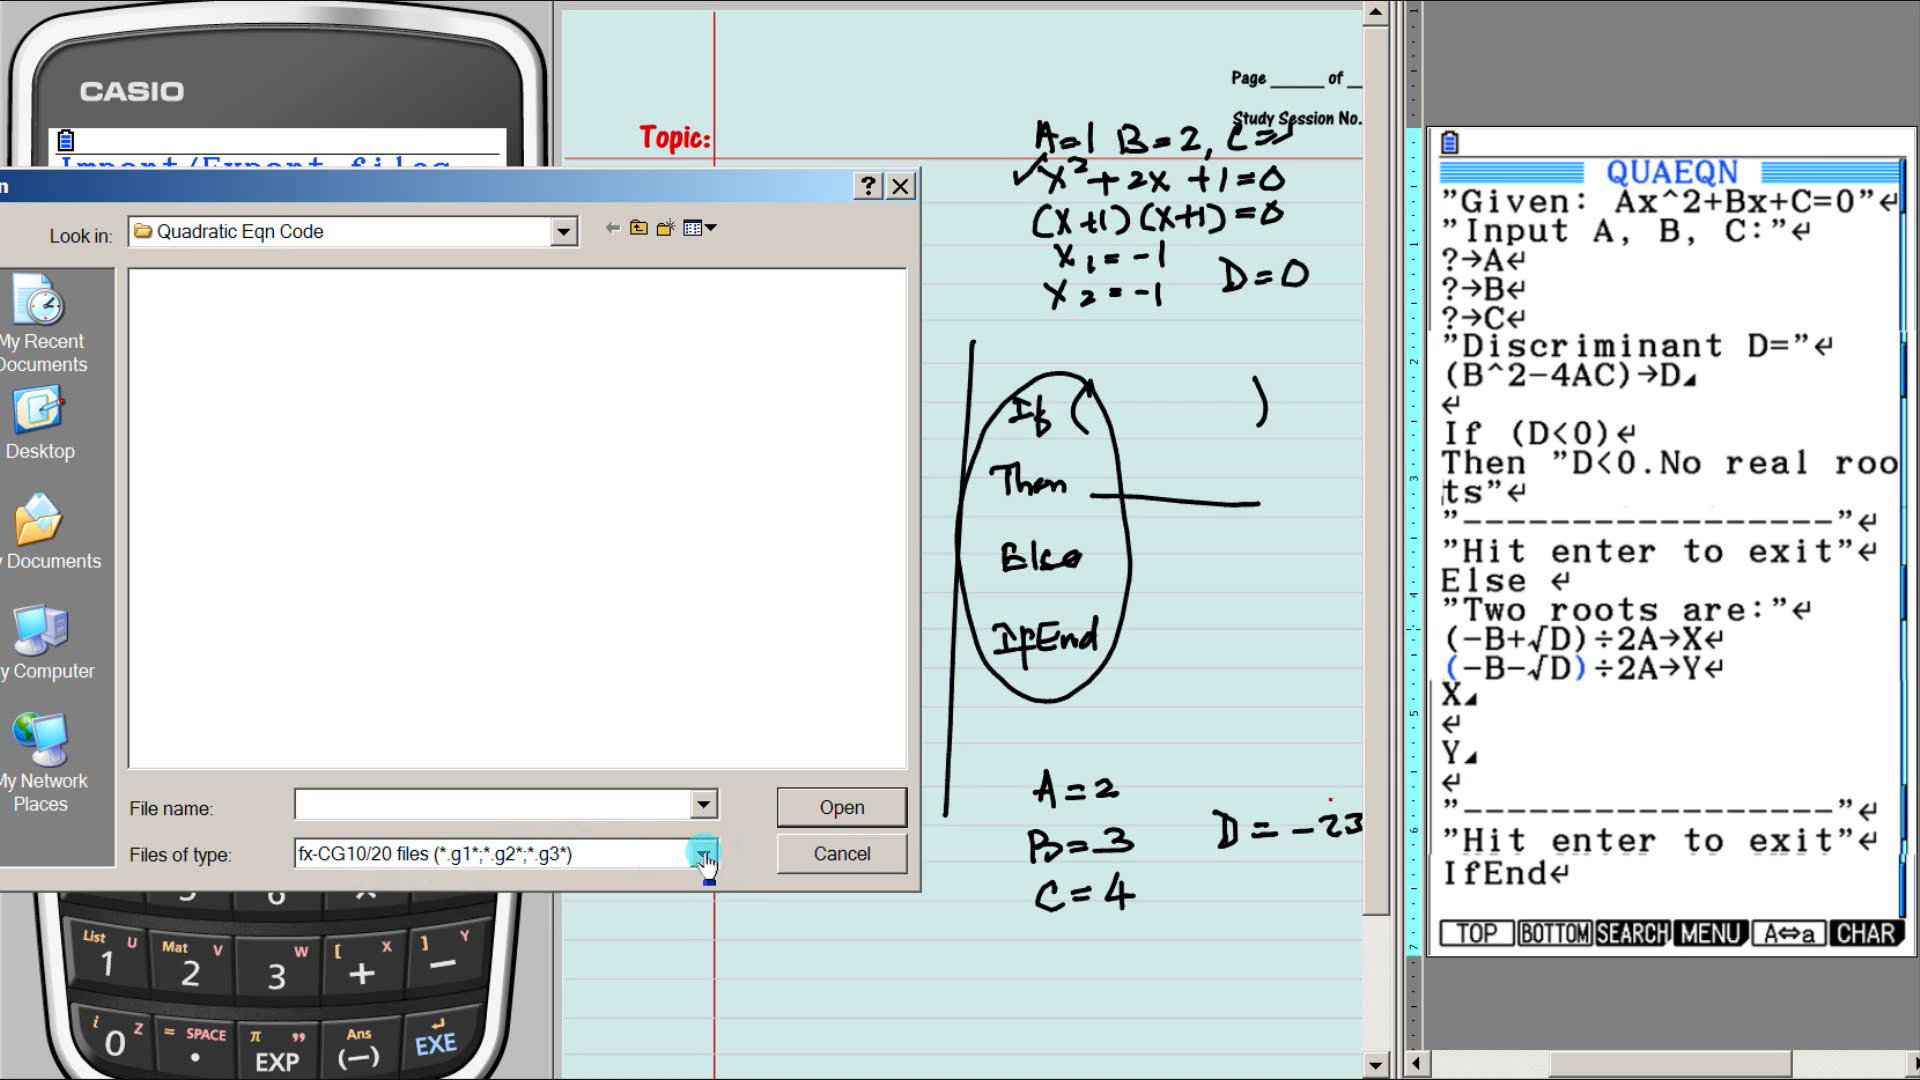 CASIO
Import/Export files
n
Look in:
Quadratic Eqn Code
My Recent
Documents
Desktop
y Documents
y Computer
My Network
Places
File name:
Open
Files of type:
fx-CG10/20 files (*.g1*;*.g2*;*.g3*)
Cancel
List U
1
Mat V
2
W
3
[ X
+
] Y
−
i Z
0
= SPACE
.
π ”
EXP
Ans
(—)
↵
EXE
Page ______ of
Study Session No.
Topic:
A=1 B=2, C=
✓x²+2x+1=0
(x+1)(x+1)=0
x₁=-1
D=0
x₂=-1
If ( )
Then
Else
IfEnd
A=2
B=3
D=-23
C=4
QUAEQN
"Given: Ax^2+Bx+C=0"↵
"Input A, B, C:"↵
?→A↵
?→B↵
?→C↵
"Discriminant D="↵
(B^2-4AC)→D◢
↵
If (D<0)↵
Then "D<0.No real roo
ts"↵
"-----------------"↵
"Hit enter to exit"↵
Else ↵
"Two roots are:"↵
(-B+√D)÷2A→X↵
(-B-√D)÷2A→Y↵
X◢
↵
Y◢
↵
"-----------------"↵
"Hit enter to exit"↵
IfEnd↵
TOP BOTTOM SEARCH MENU A⇔a CHAR